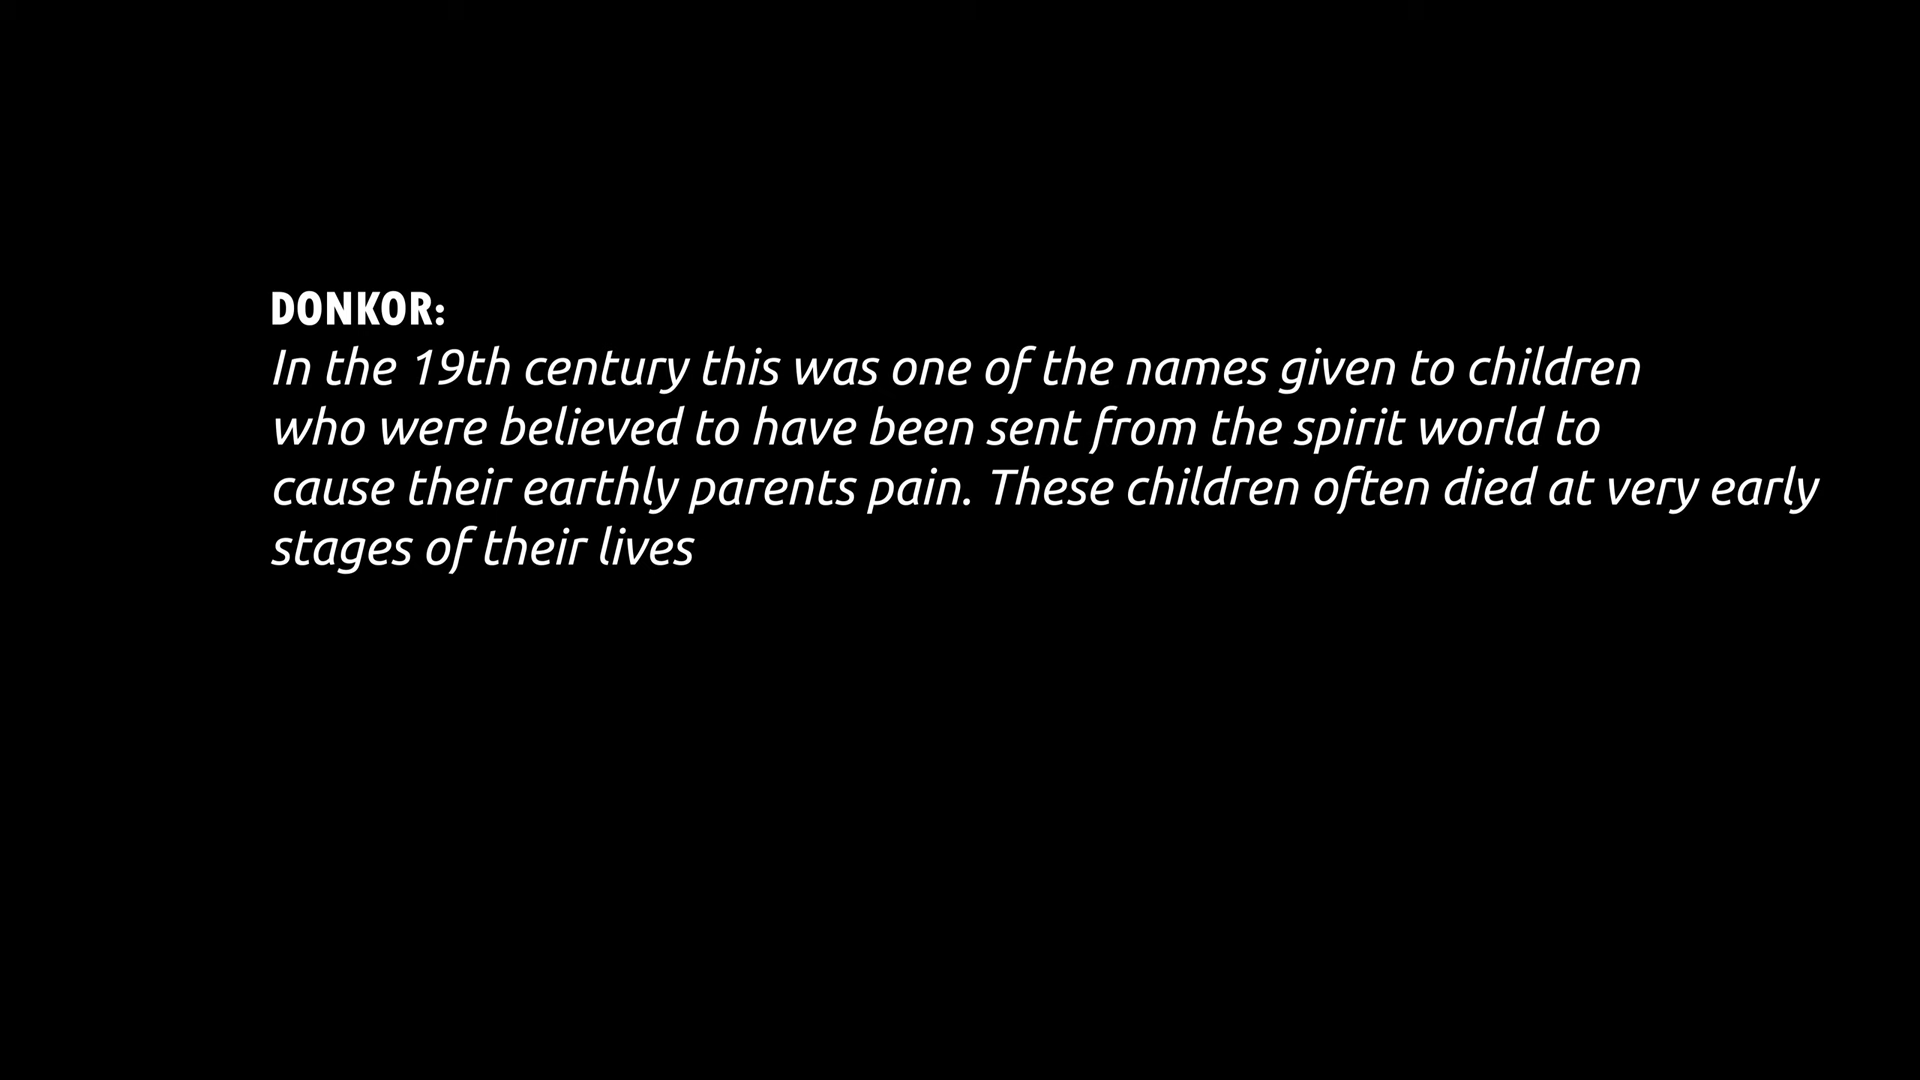 DONKOR:
In the 19th century this was one of the names given to children
who were believed to have been sent from the spirit world to
cause their earthly parents pain. These children often died at very early
stages of their lives